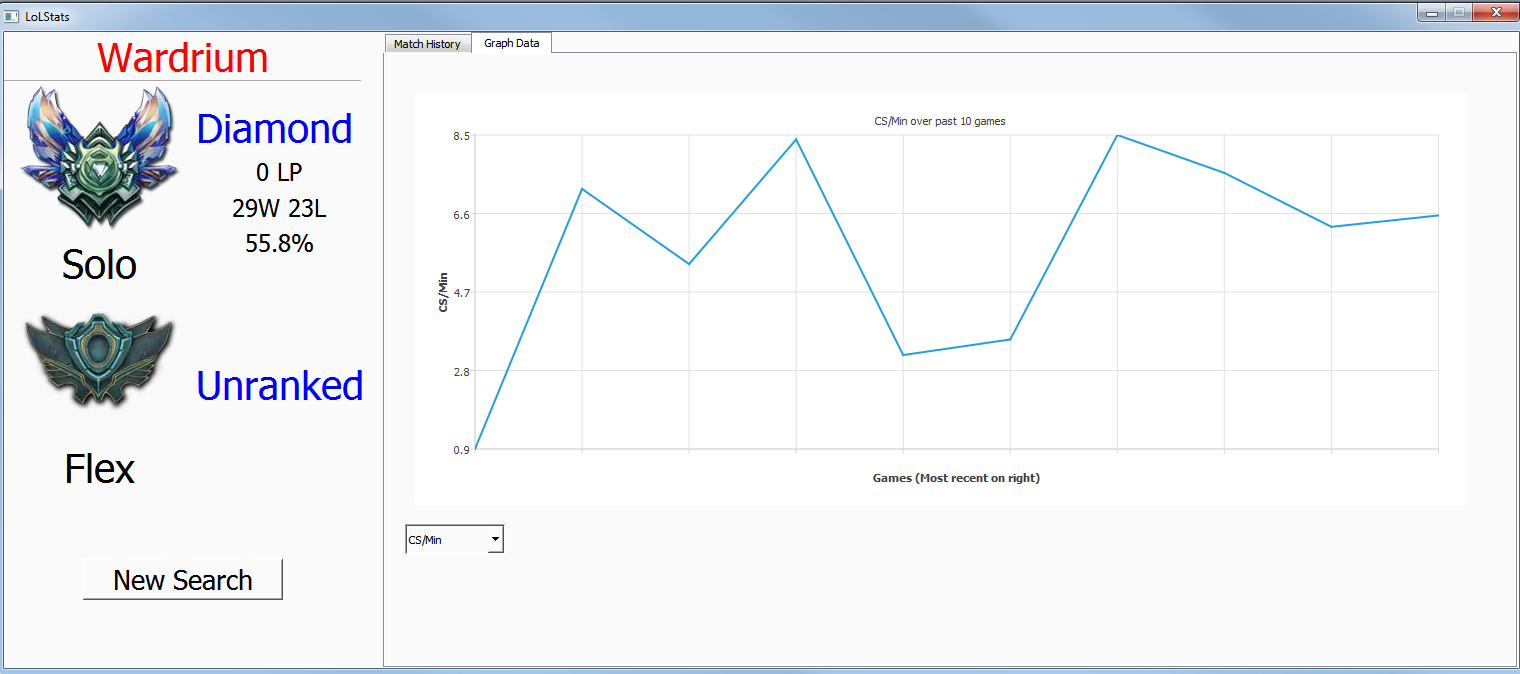 LoLStats
Wardrium
Diamond
0 LP
29W 23L
55.8%
Solo
Unranked
Flex
New Search
Match History
Graph Data
CS/Min over past 10 games
8.5
6.6
4.7
2.8
0.9
CS/Min
Games (Most recent on right)
CS/Min